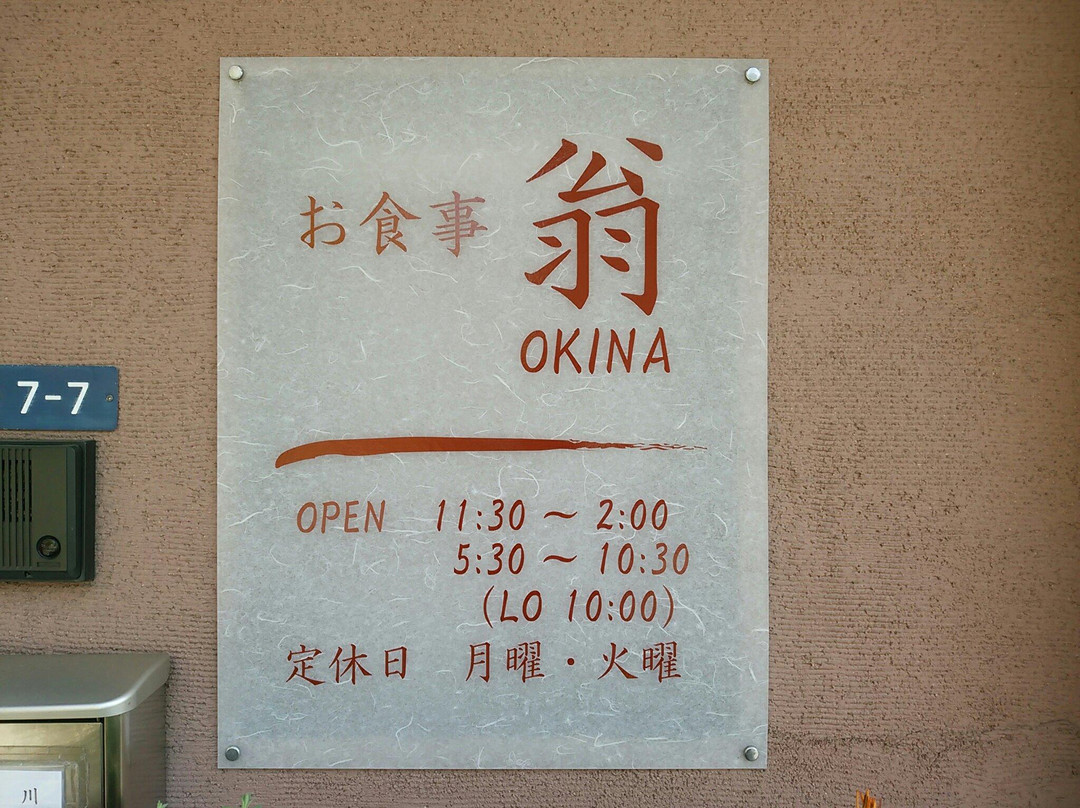 お食事 翁
OKINA
7-7
OPEN 11:30 ～ 2:00
5:30 ～ 10:30
(LO 10:00)
定休日 月曜・火曜
川